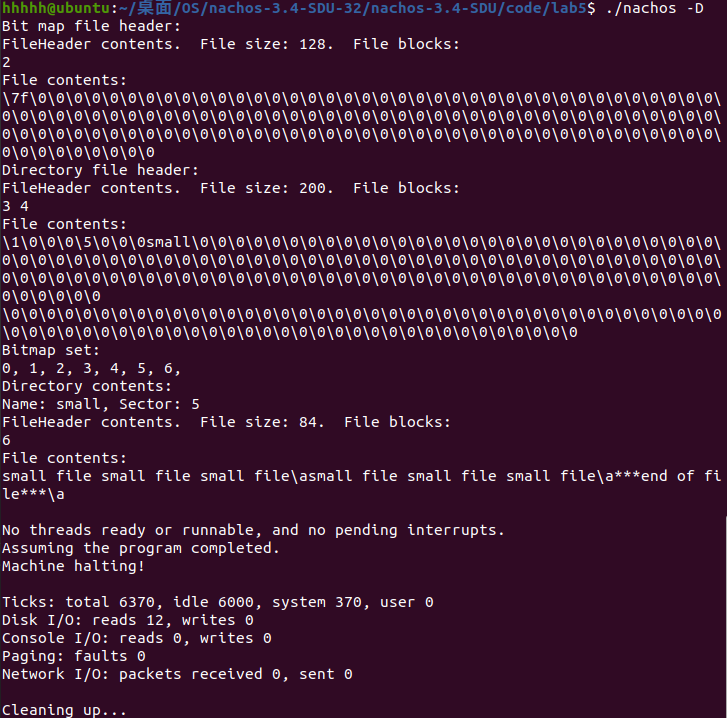 hhhhh@ubuntu:~/桌面/OS/nachos-3.4-SDU-32/nachos-3.4-SDU/code/lab5$ ./nachos -D
Bit map file header:
FileHeader contents.  File size: 128.  File blocks:
2
File contents:
\7f\0\0\0\0\0\0\0\0\0\0\0\0\0\0\0\0\0\0\0\0\0\0\0\0\0\0\0\0\0\0\0\0\0\0\0\0\0\0\
0\0\0\0\0\0\0\0\0\0\0\0\0\0\0\0\0\0\0\0\0\0\0\0\0\0\0\0\0\0\0\0\0\0\0\0\0\0\0\0\
0\0\0\0\0\0\0\0\0\0\0\0\0\0\0\0\0\0\0\0\0\0\0\0\0\0\0\0\0\0\0\0\0\0\0\0\0\0\0\0\
0\0\0\0\0\0\0\0\0
Directory file header:
FileHeader contents.  File size: 200.  File blocks:
3 4
File contents:
\1\0\0\0\5\0\0\0small\0\0\0\0\0\0\0\0\0\0\0\0\0\0\0\0\0\0\0\0\0\0\0\0\0\0\0\0\0\
0\0\0\0\0\0\0\0\0\0\0\0\0\0\0\0\0\0\0\0\0\0\0\0\0\0\0\0\0\0\0\0\0\0\0\0\0\0\0\0\
0\0\0\0\0\0\0\0\0\0\0\0\0\0\0\0\0\0\0\0\0\0\0\0\0\0\0\0\0\0\0\0\0\0\0\0\0\0\0\0\
0\0\0\0\0\0
\0\0\0\0\0\0\0\0\0\0\0\0\0\0\0\0\0\0\0\0\0\0\0\0\0\0\0\0\0\0\0\0\0\0\0\0\0\0\0\0
\0\0\0\0\0\0\0\0\0\0\0\0\0\0\0\0\0\0\0\0\0\0\0\0\0\0\0\0\0\0\0\0
Bitmap set:
0, 1, 2, 3, 4, 5, 6,
Directory contents:
Name: small, Sector: 5
FileHeader contents.  File size: 84.  File blocks:
6
File contents:
small file small file small file\asmall file small file small file\a***end of fi
le***\a
No threads ready or runnable, and no pending interrupts.
Assuming the program completed.
Machine halting!
Ticks: total 6370, idle 6000, system 370, user 0
Disk I/O: reads 12, writes 0
Console I/O: reads 0, writes 0
Paging: faults 0
Network I/O: packets received 0, sent 0
Cleaning up...